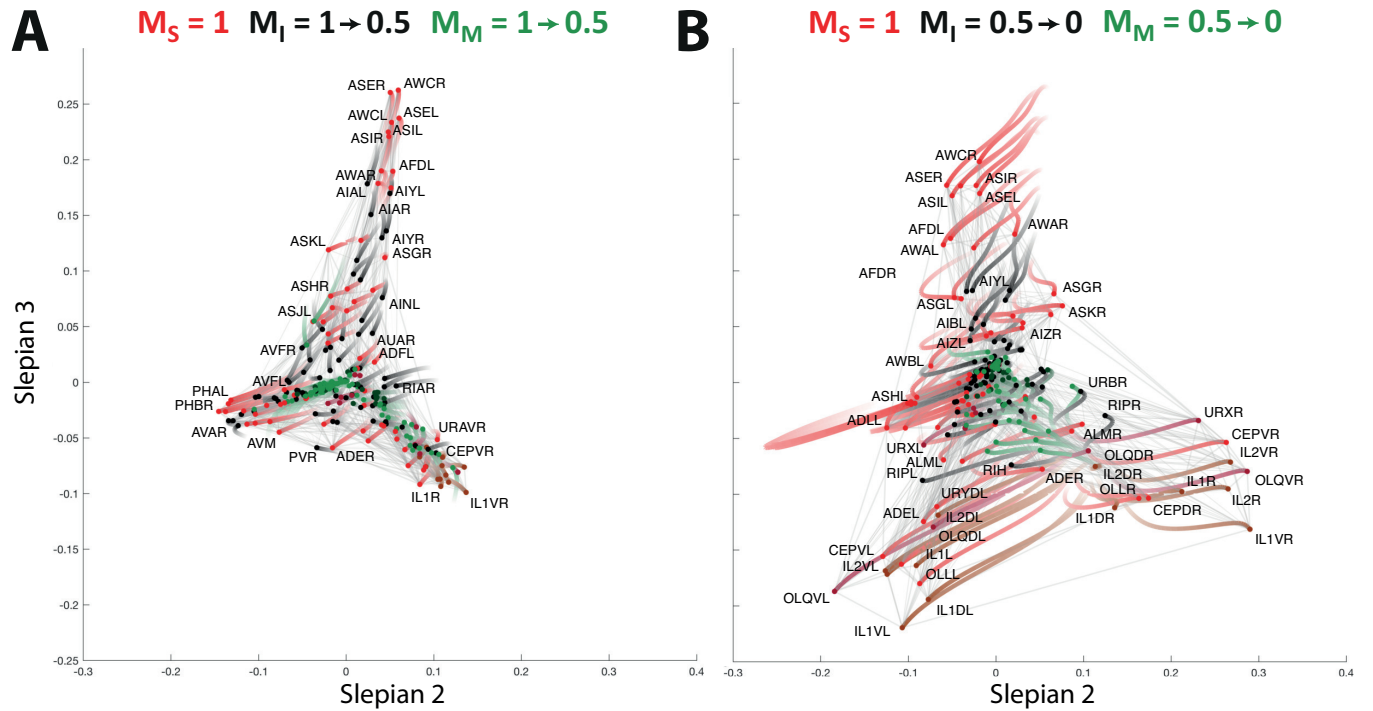 A
M_S = 1 M_I = 1→0.5 M_M = 1→0.5
Slepian 3
0.25
0.2
0.15
0.1
0.05
0
-0.05
-0.1
-0.15
-0.2
-0.25
ASER AWCR
AWCL ASEL
ASIR ASIL
AWAR AFDL
AIAL AIYL
AIAR
ASKL AIYR
ASGR
ASHR AINL
ASJL
AVFR AUAR
ADFL
AVFL RIAR
PHAL
PHBR
AVAR AVM
PVR ADER
URAVR
CEPVR
IL1R
IL1VR
-0.3 -0.2 -0.1 0 0.1 0.2 0.3 0.4
Slepian 2
B
M_S = 1 M_I = 0.5→0 M_M = 0.5→0
AWCR
ASER ASIR
ASIL ASEL
AFDL AWAR
AWAL
AFDR AIYL
ASGL ASGR
ASKR
AIBL AIZR
AIZL
AWBL
ASHL URBR
ADLL RIPR
URXR
URXL ALMR CEPVR
ALML OLQDR IL2VR
RIPL RIH IL2DR
ADER OLLR IL1R OLQVR
URYDL IL2R
ADEL IL2DL IL1DR CEPDR
OLQDL IL1VR
CEPVL IL1L
IL2VL OLLL
OLQVL
IL1DL
IL1VL
-0.3 -0.2 -0.1 0 0.1 0.2 0.3 0.4
Slepian 2